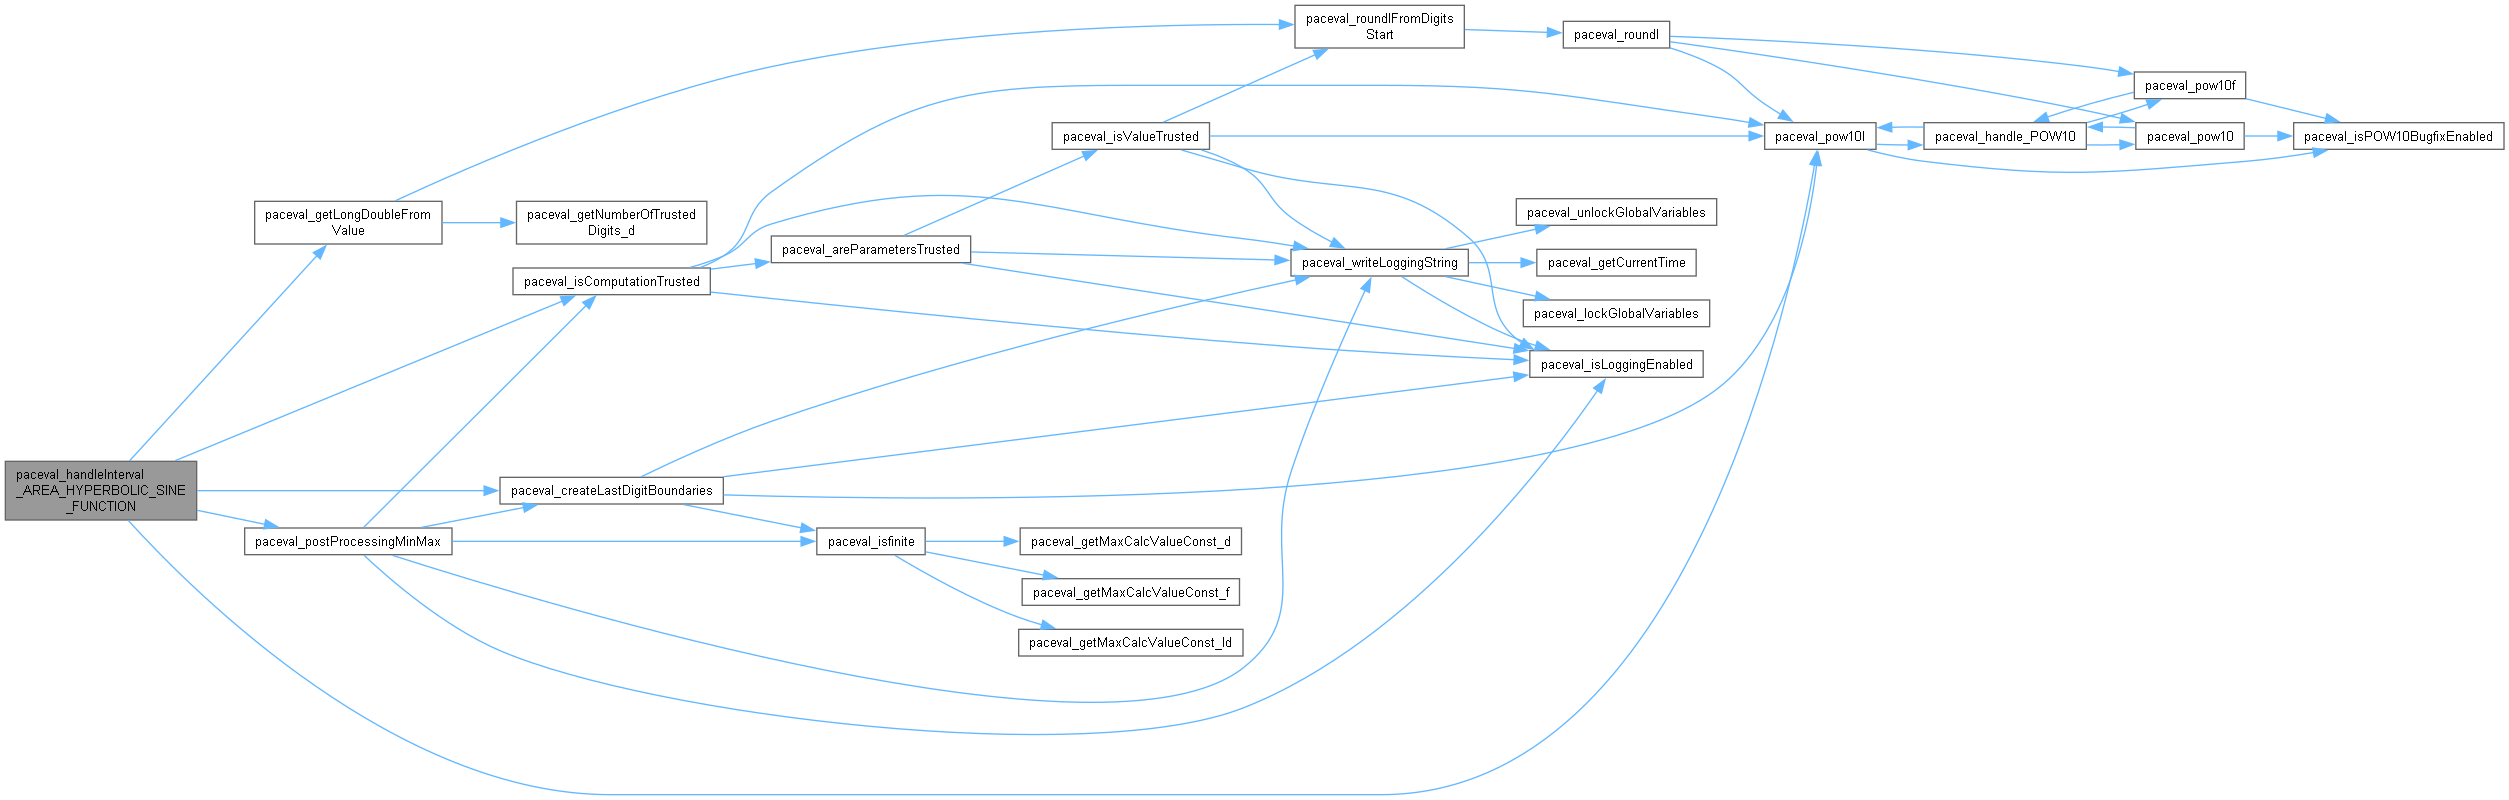 paceval_handleInterval
_AREA_HYPERBOLIC_SINE
_FUNCTION
paceval_getLongDoubleFrom
Value
paceval_getNumberOfTrusted
Digits_d
paceval_isComputationTrusted
paceval_createLastDigitBoundaries
paceval_postProcessingMinMax
paceval_areParametersTrusted
paceval_isfinite
paceval_isValueTrusted
paceval_getMaxCalcValueConst_d
paceval_getMaxCalcValueConst_f
paceval_getMaxCalcValueConst_ld
paceval_roundlFromDigits
Start
paceval_writeLoggingString
paceval_roundl
paceval_unlockGlobalVariables
paceval_getCurrentTime
paceval_lockGlobalVariables
paceval_isLoggingEnabled
paceval_pow10l
paceval_handle_POW10
paceval_pow10f
paceval_pow10
paceval_isPOW10BugfixEnabled